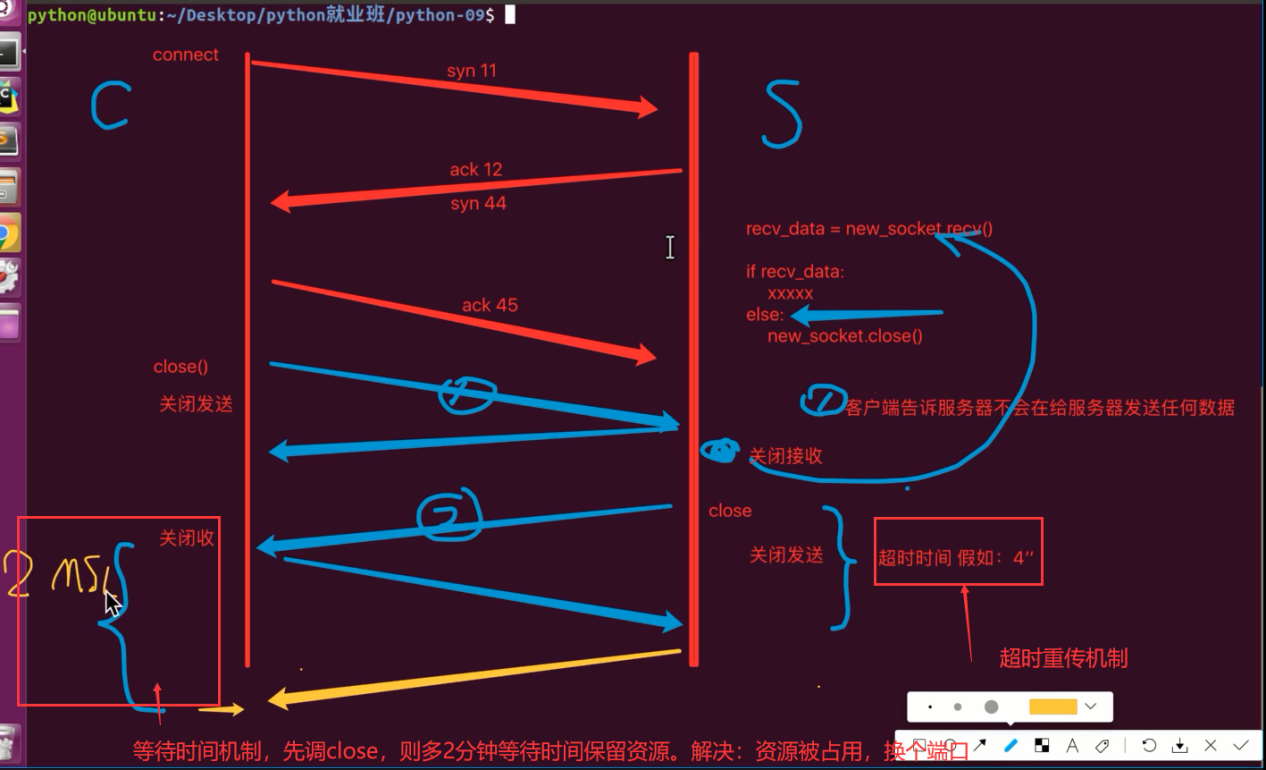 python@ubuntu:~/Desktop/python就业班/python-09$
connect
syn 11
C
S
ack 12
syn 44
recv_data = new_socket.recv()
if recv_data:
xxxxx
else:
new_socket.close()
ack 45
close()
关闭发送
1
1
客户端告诉服务器不会在给服务器发送任何数据
关闭接收
2
close
关闭收
关闭发送
超时时间 假如：4’’
2 MSL
超时重传机制
等待时间机制，先调close，则多2分钟等待时间保留资源。解决：资源被占用，换个端口
A